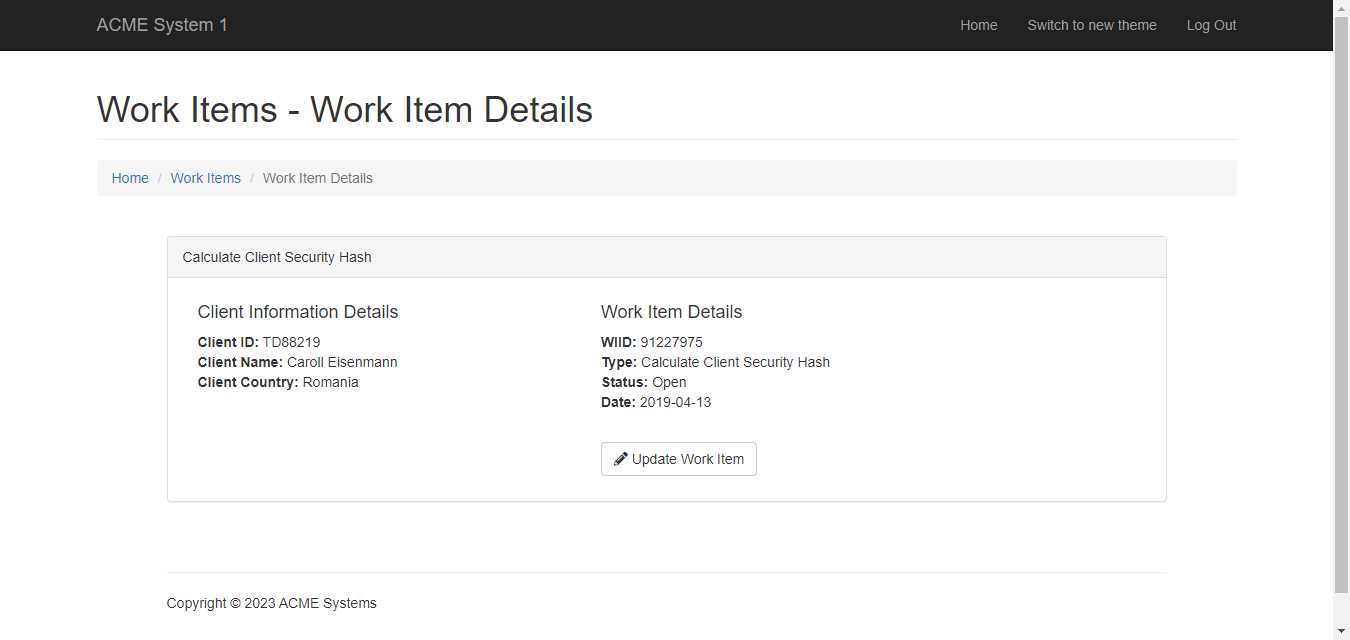 ACME System 1
Home
Switch to new theme
Log Out
Work Items - Work Item Details
Home / Work Items / Work Item Details
Calculate Client Security Hash
Client Information Details
Client ID: TD88219
Client Name: Caroll Eisenmann
Client Country: Romania
Work Item Details
WIID: 91227975
Type: Calculate Client Security Hash
Status: Open
Date: 2019-04-13
Update Work Item
Copyright © 2023 ACME Systems